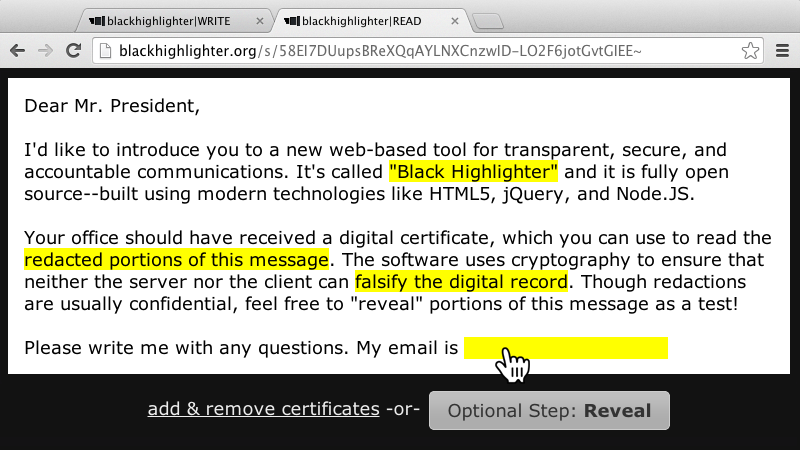 blackhighlighter|WRITE
blackhighlighter|READ
blackhighlighter.org/s/58EI7DUupsBReXQqAYLNXCnzwlD-LO2F6jotGvtGIEE~
Dear Mr. President,
I'd like to introduce you to a new web-based tool for transparent, secure, and
accountable communications. It's called "Black Highlighter" and it is fully open
source--built using modern technologies like HTML5, jQuery, and Node.JS.
Your office should have received a digital certificate, which you can use to read the
redacted portions of this message. The software uses cryptography to ensure that
neither the server nor the client can falsify the digital record. Though redactions
are usually confidential, feel free to "reveal" portions of this message as a test!
Please write me with any questions. My email is
add & remove certificates -or- Optional Step: Reveal